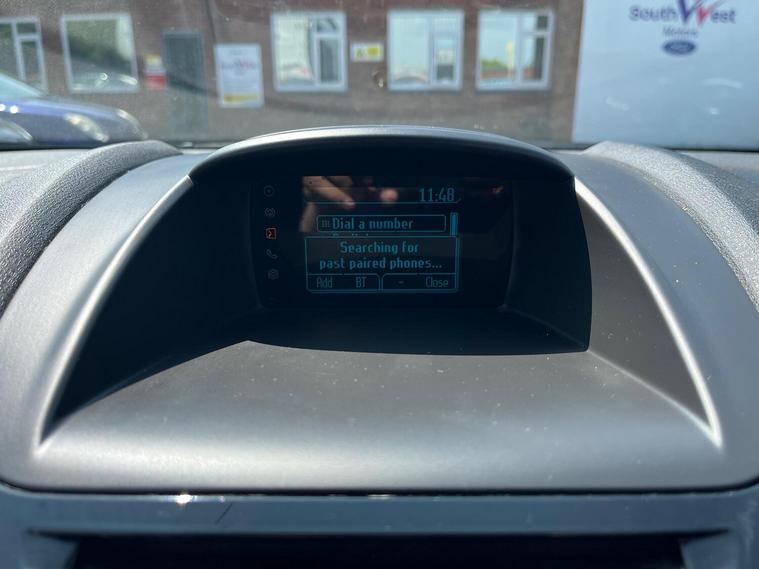 South West
Motors
Ford
11:48
Dial a number
Searching for
past paired phones...
Add BT - Close